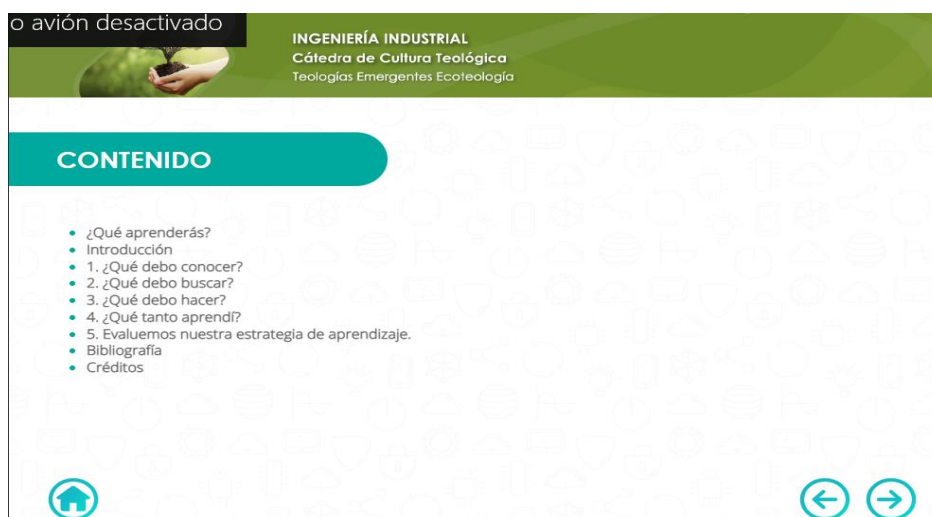 o avión desactivado
INGENIERÍA INDUSTRIAL
Cátedra de Cultura Teológica
Teologías Emergentes Ecoteología
CONTENIDO
• ¿Qué aprenderás?
• Introducción
• 1. ¿Qué debo conocer?
• 2. ¿Qué debo buscar?
• 3. ¿Qué debo hacer?
• 4. ¿Qué tanto aprendí?
• 5. Evaluemos nuestra estrategia de aprendizaje.
• Bibliografía
• Créditos